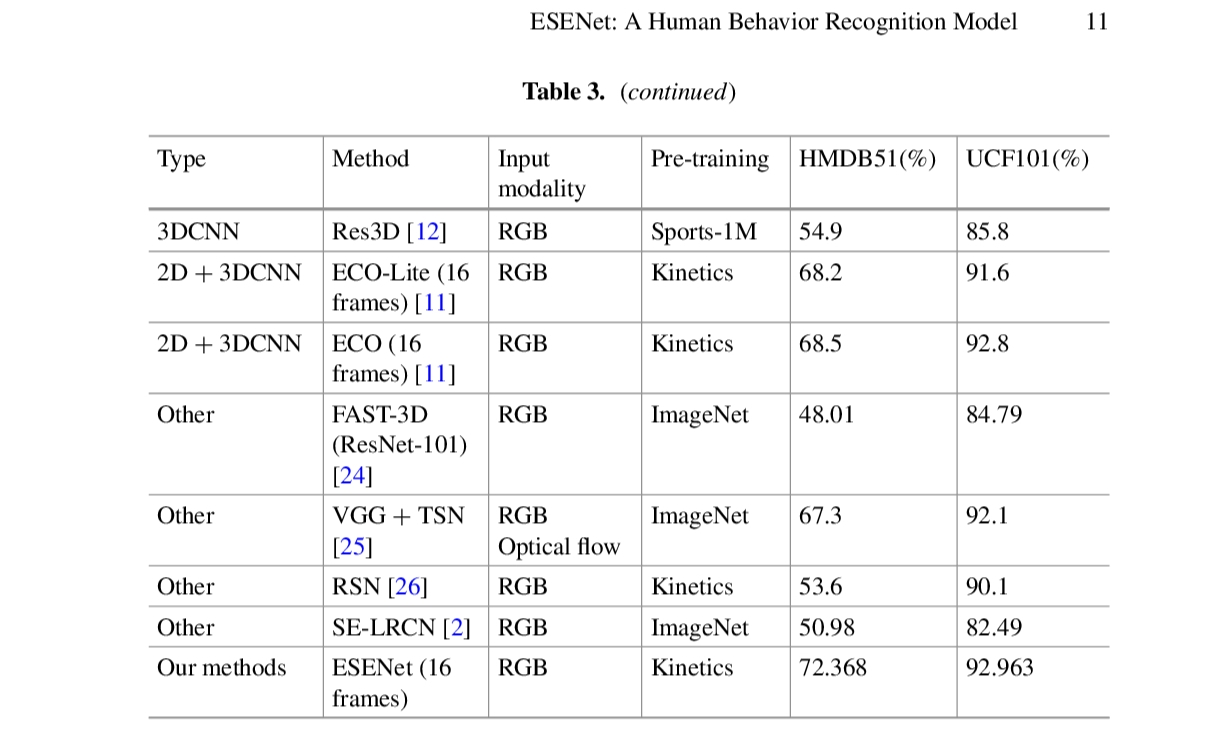 ESENet: A Human Behavior Recognition Model 11
Table 3. (continued)
Type Method Input modality Pre-training HMDB51(%) UCF101(%)
3DCNN Res3D [12] RGB Sports-1M 54.9 85.8
2D + 3DCNN ECO-Lite (16 frames) [11] RGB Kinetics 68.2 91.6
2D + 3DCNN ECO (16 frames) [11] RGB Kinetics 68.5 92.8
Other FAST-3D (ResNet-101) [24] RGB ImageNet 48.01 84.79
Other VGG + TSN [25] RGB Optical flow ImageNet 67.3 92.1
Other RSN [26] RGB Kinetics 53.6 90.1
Other SE-LRCN [2] RGB ImageNet 50.98 82.49
Our methods ESENet (16 frames) RGB Kinetics 72.368 92.963